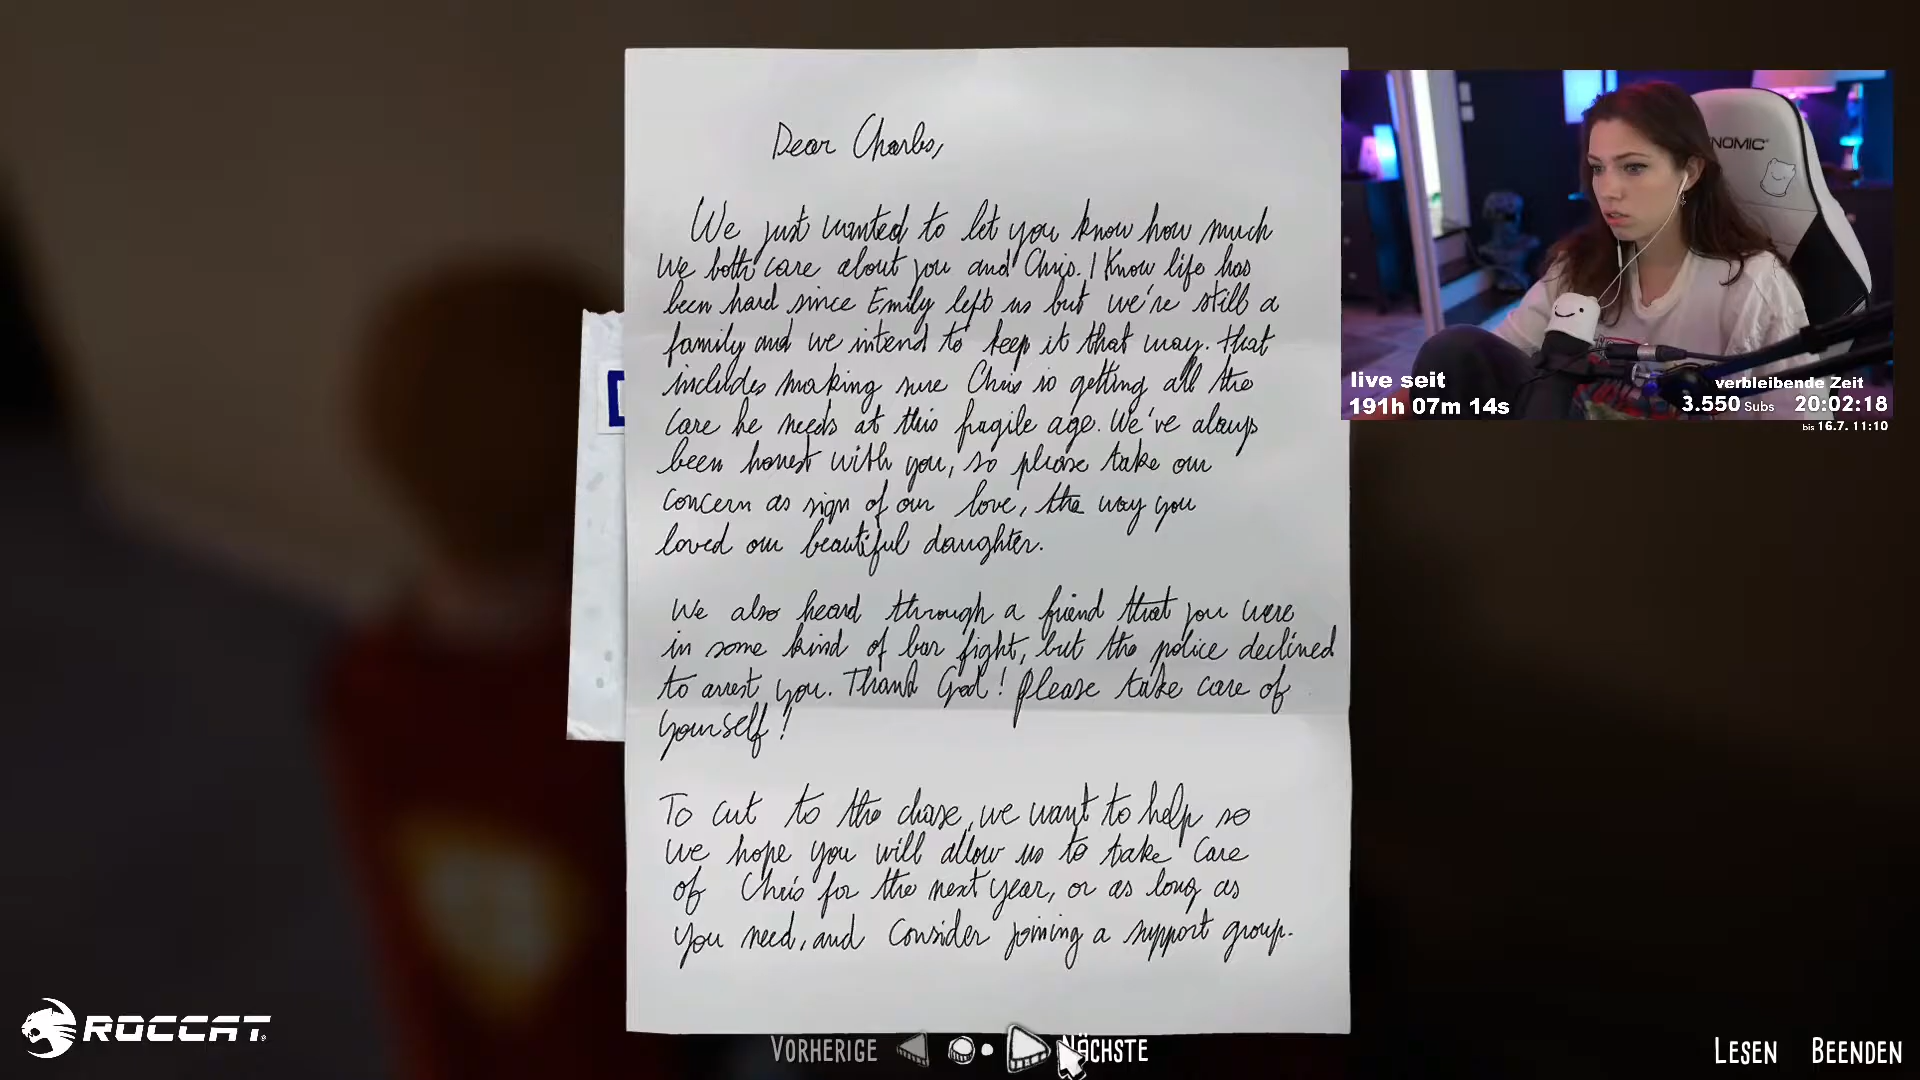 Dear Charles,
We just wanted to let you know how much
we both care about you and Chris. I know life has
been hard since Emily left us but we're still a
family and we intend to keep it that way. That
includes making sure Chris is getting all the
care he needs at this fragile age. We've always
been honest with you, so please take our
concern as sign of our love, the way you
loved our beautiful daughter.
We also heard through a friend that you were
in some kind of bar fight, but the police declined
to arrest you. Thank God! please take care of
yourself!
To cut to the chase, we want to help so
we hope you will allow us to take care
of Chris for the next year, or as long as
you need, and consider joining a support group.
NOMIC
live seit
191h 07m 14s
verbleibende Zeit
3.550 Subs 20:02:18
bis 16.7. 11:10
ROCCAT
VORHERIGE
NÄCHSTE
LESEN BEENDEN